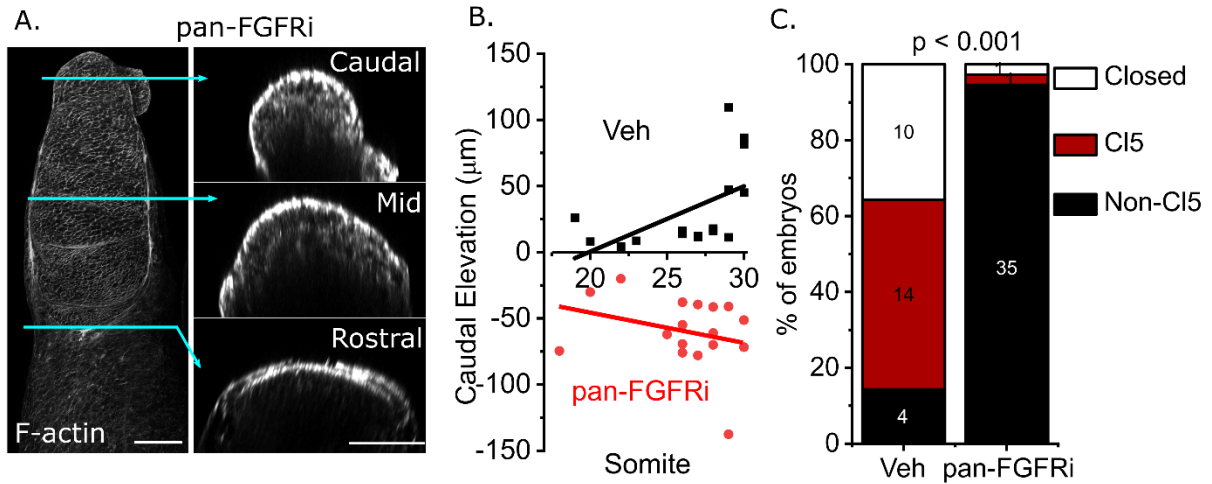 A.
pan-FGFRi
Caudal
Mid
Rostral
F-actin
B.
Caudal Elevation (μm)
150
100
50
0
-50
-100
-150
20
25
30
Veh
pan-FGFRi
Somite
C.
p < 0.001
% of embryos
100
80
60
40
20
0
10
14
4
1
1
35
Veh
pan-FGFRi
Closed
Cl5
Non-Cl5